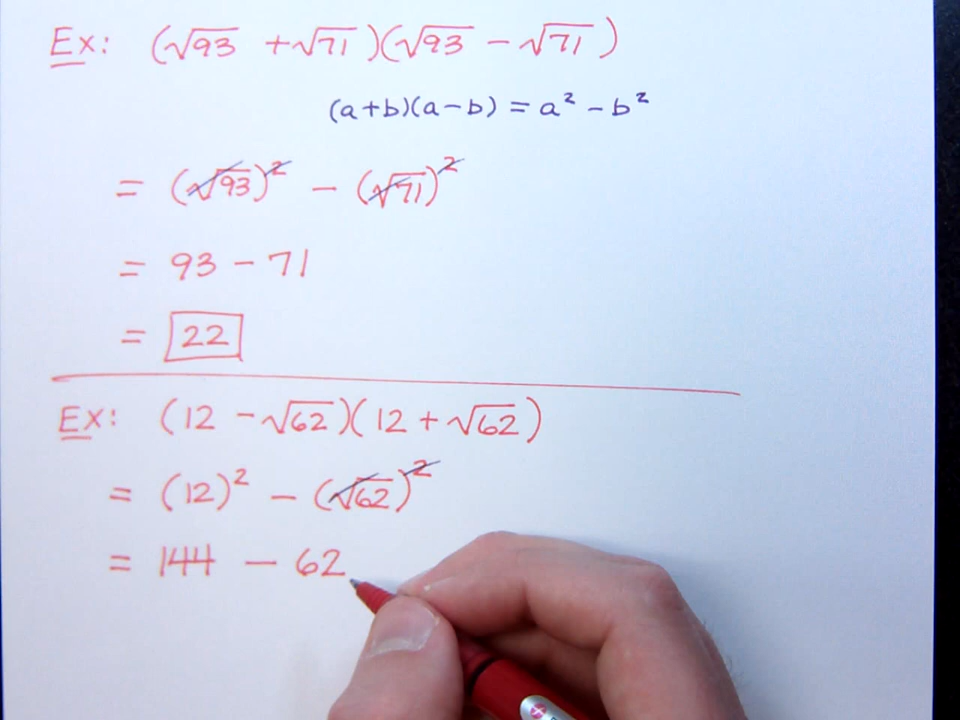 Ex: (√93 + √71)(√93 - √71)
(a+b)(a-b) = a² - b²
= (√93)² - (√71)²
= 93 - 71
= 22
Ex: (12 - √62)(12 + √62)
= (12)² - (√62)²
= 144 - 62